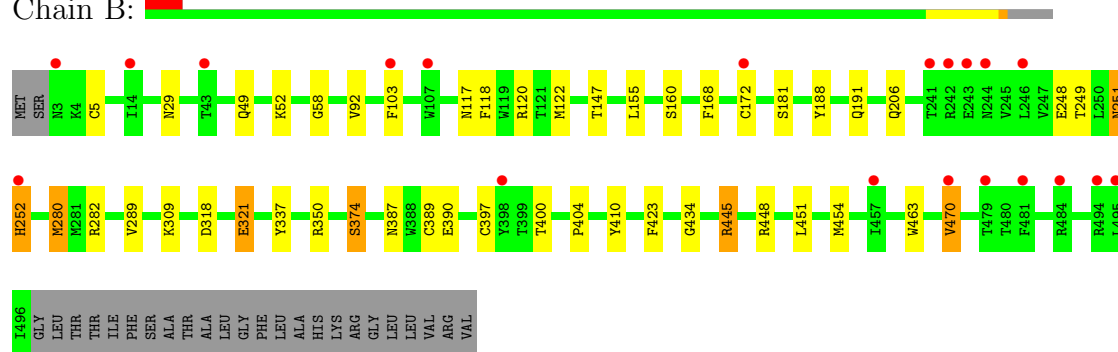 Chain B:
MET SER N3 K4 C5 I14 N29 T43 Q49 K52 G58 V92 F103 W107 N117 F118 W119 R120 T121 M122 T147 L155 S160 F168 C172 S181 Y188 Q191 Q206 T241 R242 E243 N244 V245 L246 V247 E248 T249 L250 N251
H252 M280 M281 R282 V289 K309 D318 E321 Y337 R350 S374 N387 W388 C389 E390 C397 Y398 T399 T400 P404 Y410 F423 G434 R445 R448 L451 M454 I457 W463 V470 T479 T480 F481 R484 R494 L495
I496 GLY LEU THR THR ILE PHE SER ALA THR ALA LEU GLY PHE LEU ALA HIS LYS ARG GLY LEU LEU VAL ARG VAL